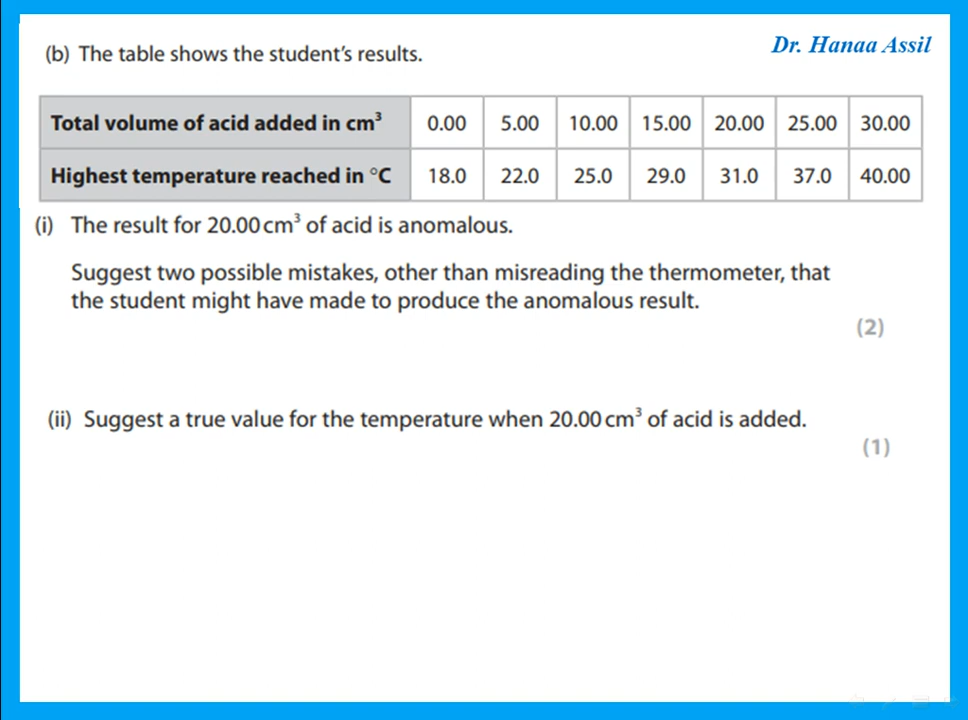 Dr. Hanaa Assil
(b) The table shows the student's results.
Total volume of acid added in cm³ 0.00 5.00 10.00 15.00 20.00 25.00 30.00
Highest temperature reached in °C 18.0 22.0 25.0 29.0 31.0 37.0 40.00
(i) The result for 20.00 cm³ of acid is anomalous.
Suggest two possible mistakes, other than misreading the thermometer, that
the student might have made to produce the anomalous result.
(2)
(ii) Suggest a true value for the temperature when 20.00 cm³ of acid is added.
(1)